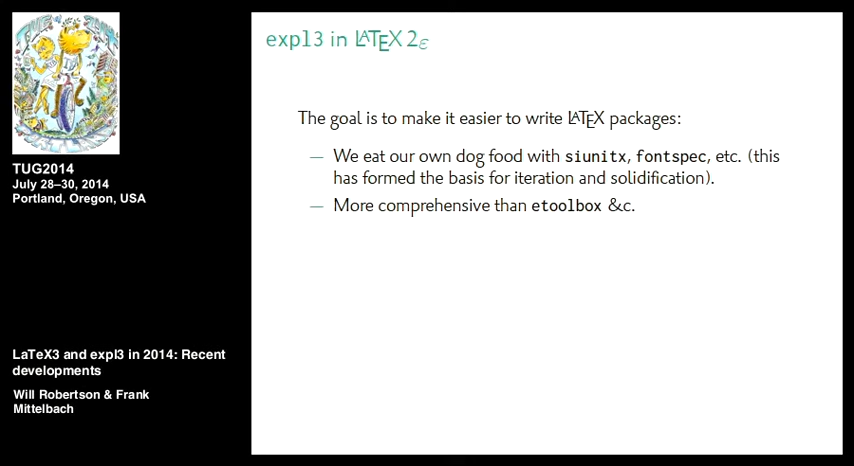 TUG2014
July 28–30, 2014
Portland, Oregon, USA
LaTeX3 and expl3 in 2014: Recent
developments
Will Robertson & Frank
Mittelbach
expl3 in LATEX 2ε
The goal is to make it easier to write LATEX packages:
— We eat our own dog food with siunitx, fontspec, etc. (this
has formed the basis for iteration and solidification).
— More comprehensive than etoolbox &c.